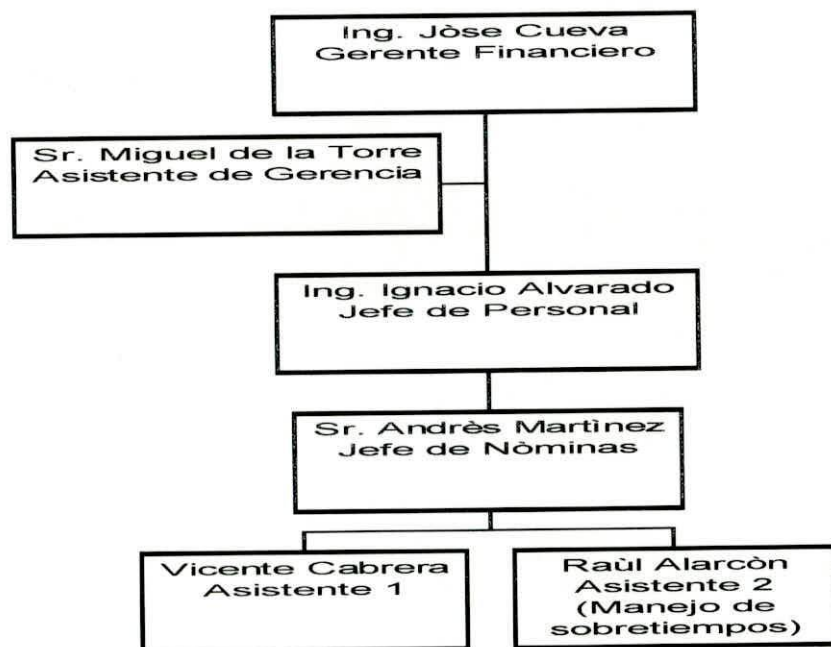 Ing. Jòse Cueva
Gerente Financiero
Sr. Miguel de la Torre
Asistente de Gerencia
Ing. Ignacio Alvarado
Jefe de Personal
Sr. Andrès Martìnez
Jefe de Nòminas
Vicente Cabrera
Asistente 1
Raùl Alarcòn
Asistente 2
(Manejo de
sobretiempos)